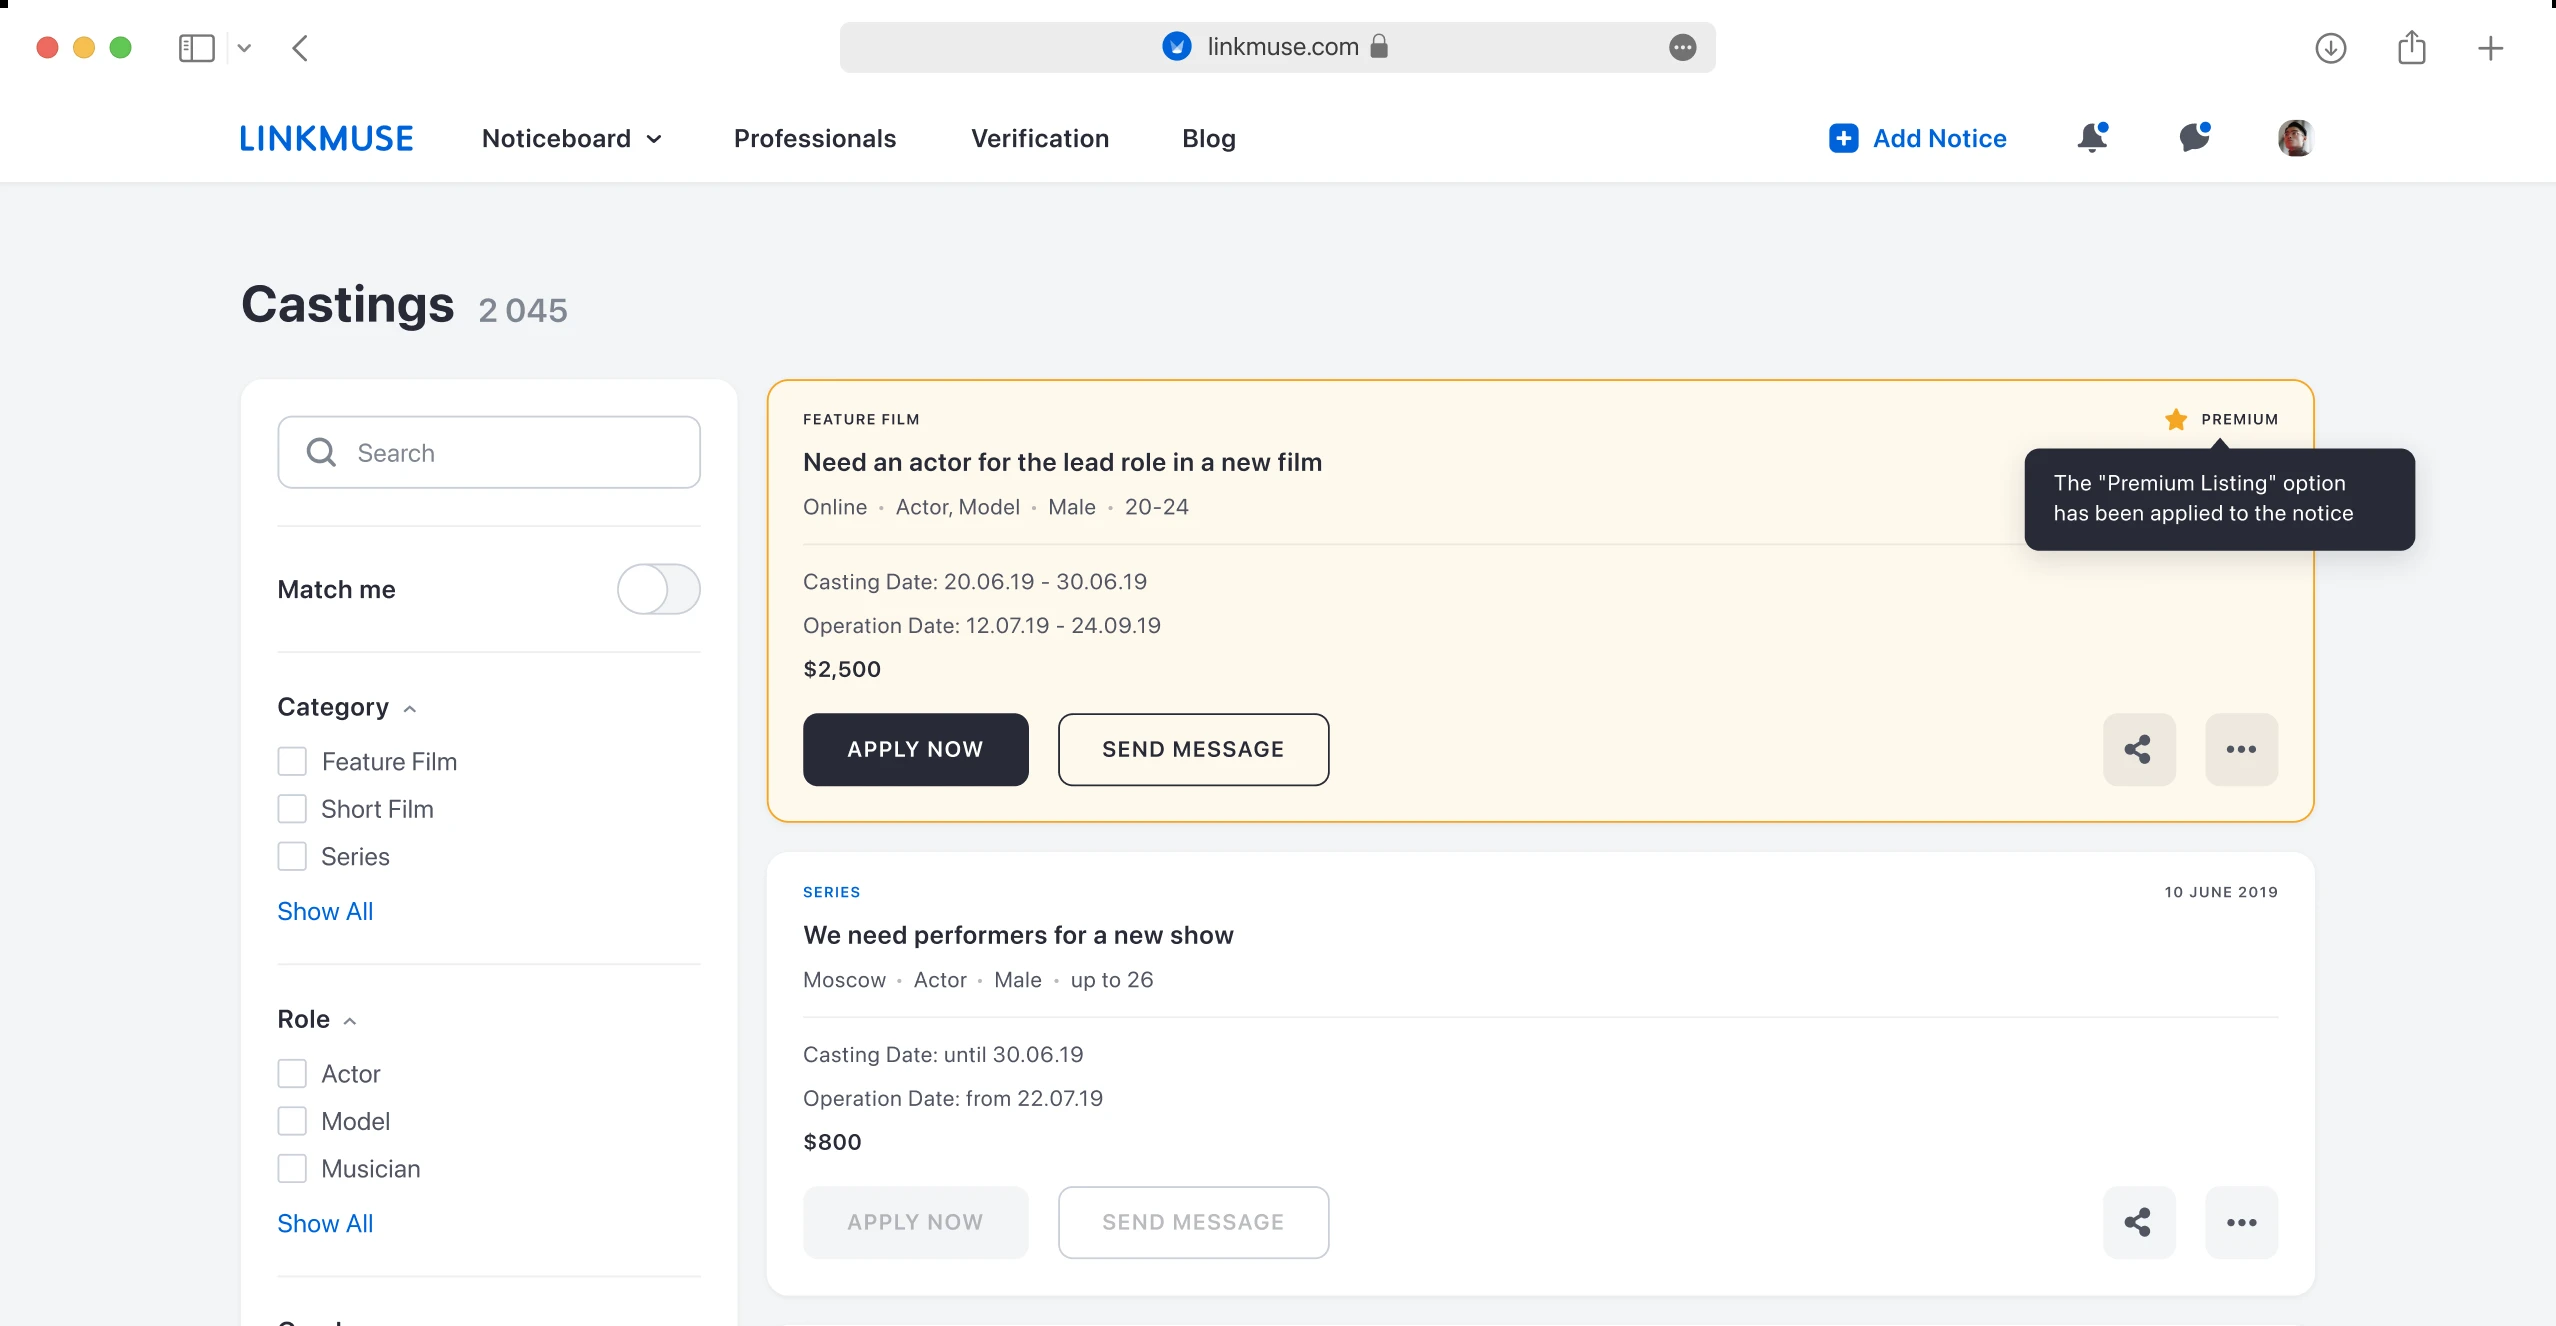 linkmuse.com
LINKMUSE Noticeboard Professionals Verification Blog Add Notice
Castings 2 045
Search
Match me
Category
Feature Film
Short Film
Series
Show All
Role
Actor
Model
Musician
Show All
FEATURE FILM PREMIUM
Need an actor for the lead role in a new film
The "Premium Listing" option
has been applied to the notice
Online • Actor, Model • Male • 20-24
Casting Date: 20.06.19 - 30.06.19
Operation Date: 12.07.19 - 24.09.19
$2,500
APPLY NOW SEND MESSAGE
SERIES 10 JUNE 2019
We need performers for a new show
Moscow • Actor • Male • up to 26
Casting Date: until 30.06.19
Operation Date: from 22.07.19
$800
APPLY NOW SEND MESSAGE